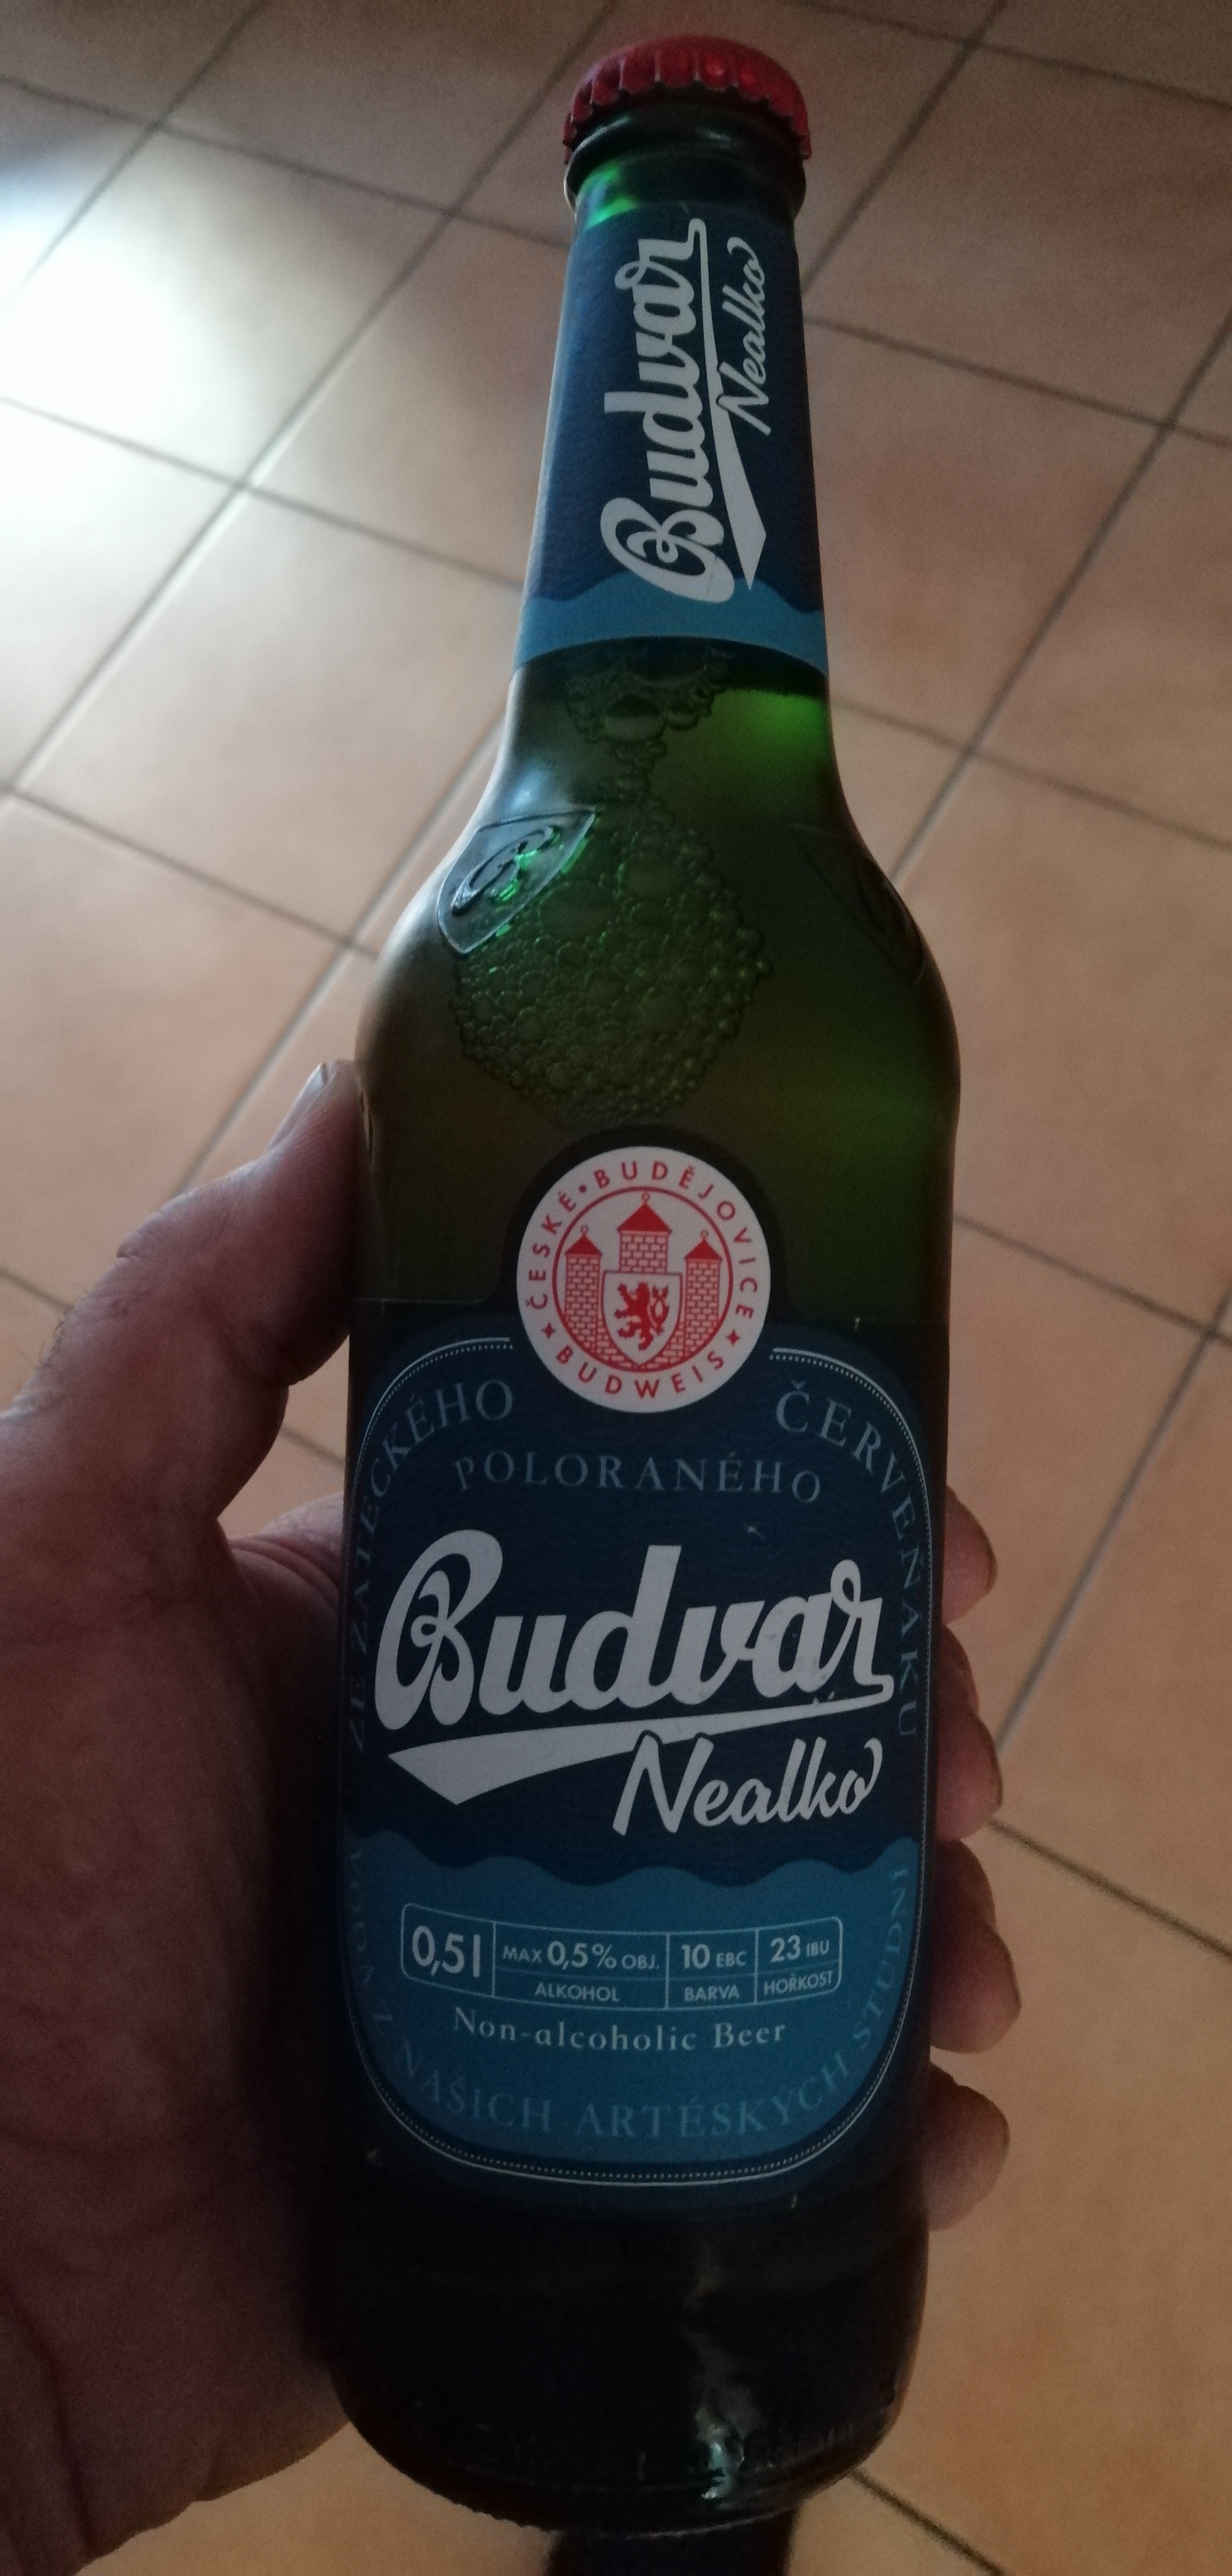 Budvar
Nealko
ČESKÉ • BUDĚJOVICE
BUDWEIS
ZE ŽATECKÉHO
POLORANÉHO
ČERVEŇÁKU
Budvar
Nealko
0,5l
MAX 0,5% OBJ.
ALKOHOL
10 EBC
BARVA
23 IBU
HOŘKOST
Non-alcoholic Beer
VODA Z NAŠICH ARTÉSKÝCH STUDNÍ